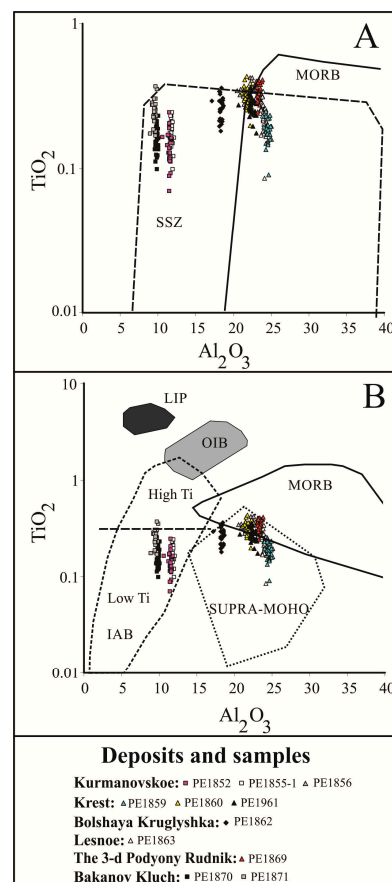 A
1
0.1
0.01
TiO2
MORB
SSZ
0 5 10 15 20 25 30 35 40
Al2O3
B
10
1
0.1
0.01
TiO2
LIP
OIB
High Ti
MORB
Low Ti
SUPRA-MOHO
IAB
0 5 10 15 20 25 30 35 40
Al2O3
Deposits and samples
Kurmanovskoe: PE1852 PE1855-1 PE1856
Krest: PE1859 PE1860 PE1961
Bolshaya Kruglyshka: PE1862
Lesnoe: PE1863
The 3-d Podyony Rudnik: PE1869
Bakanov Kluch: PE1870 PE1871